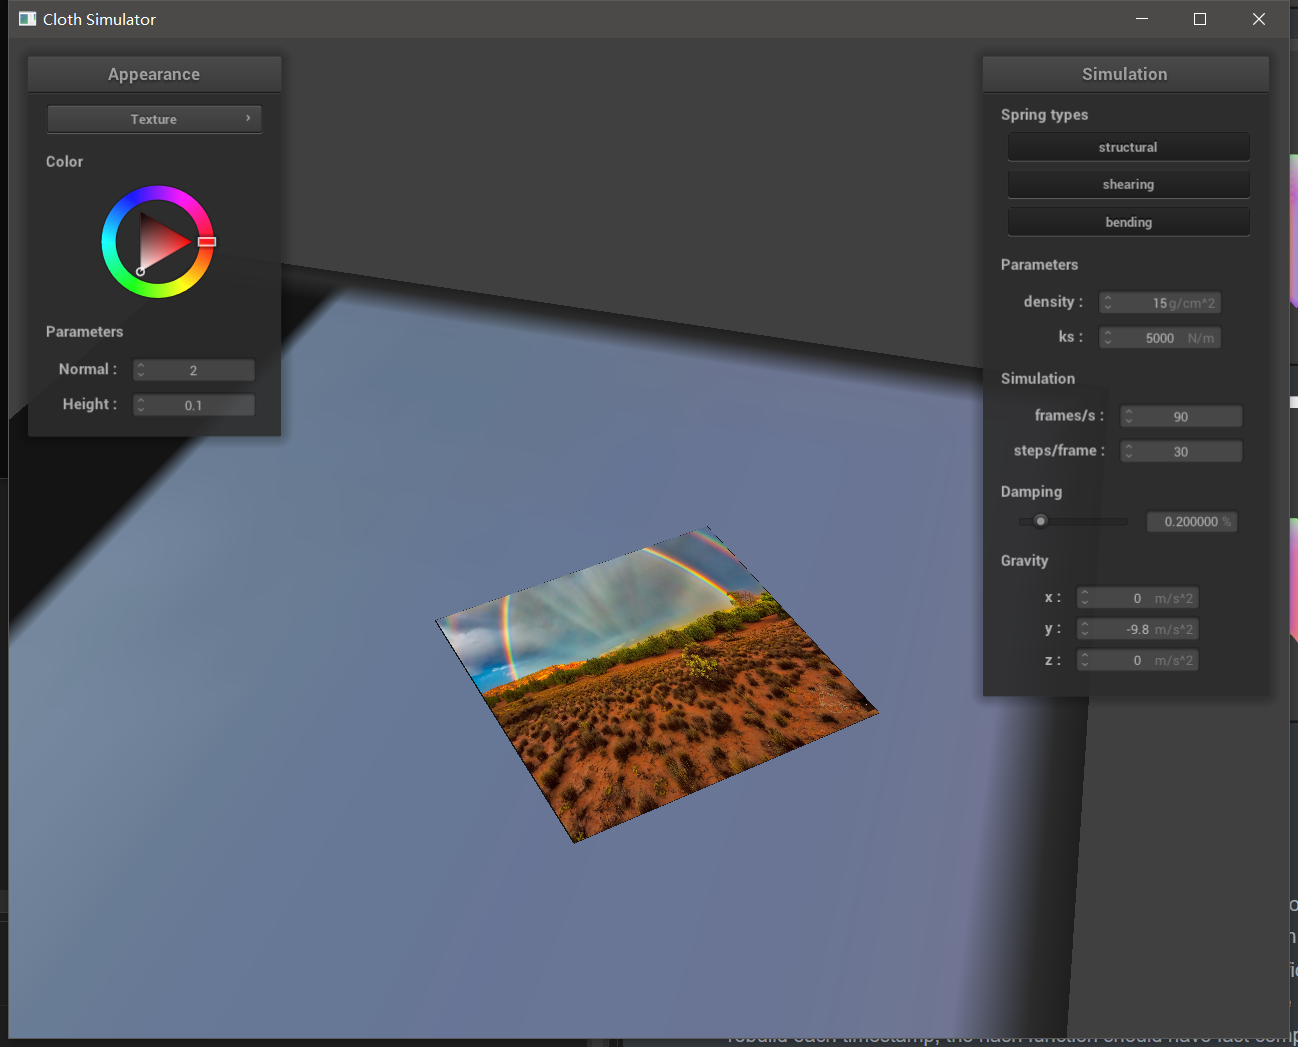 Cloth Simulator
Appearance
Texture
Color
Parameters
Normal : 2
Height : 0.1
Simulation
Spring types
structural
shearing
bending
Parameters
density : 15 g/cm^2
ks : 5000 N/m
Simulation
frames/s : 90
steps/frame : 30
Damping
0.200000 %
Gravity
x : 0 m/s^2
y : -9.8 m/s^2
z : 0 m/s^2